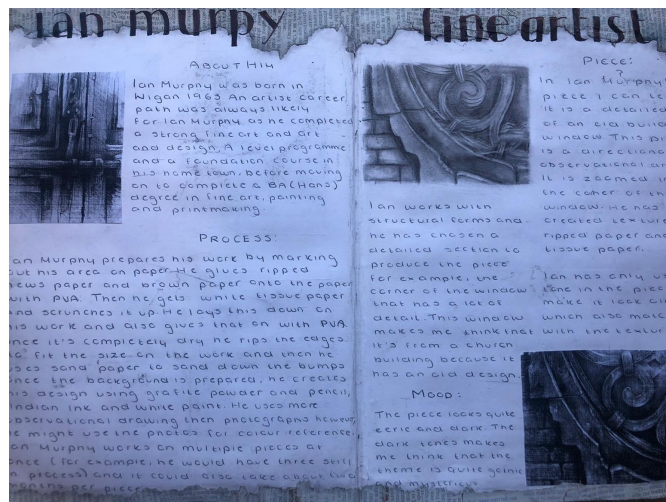 Ian Murpy
fine artist
ABOUT HIM
Ian Murphy was born in
Wigan 1963 An artist career
path was always likely
For Ian Murphy as he completed
a strong fine art and art
and design, A level programme
and a foundation course in
his home town, before moving
on to complete a BA(Hons)
degree in fine art, painting
and printmaking.
PROCESS:
Ian Murphy prepares his work by marking
out his area on paper. He glues ripped
news paper and brown paper onto the paper
with PVA. Then he gets white tissue paper
and scrunches it up. He lays this down on
his work and also glues that on with PVA.
once it's completely dry he rips the edges
to fit the size on the work and then he
uses sand paper to sand down the bumps
once the background is prepared, he creates
his design using grafite powder and pencil,
indian ink and white paint. He uses more
observational drawing then photographs however,
he might use the photos for colour reference.
Ian Murphy works on multiple pieces at
once (for example, he would have three still
in process) and it could also take about two
months per piece
Ian works with
structural forms and
he has chosen a
detailed section to
produce the piece
for example, the
corner of the window
that has a lot of
detail. This window
makes me think that
it's from a church
building because it
has an old design.
MOOD:
The piece looks quite
eerie and dark. The
dark tones makes
me think that the
theme is quite gothic
and mysterious
PIECE:
In Ian Murphy
piece I can
it is a detailed
of an old
window. This
is a
observational
it is zoomed in
the corner of the
window. He has
created
ripped paper and
tissue paper.
Ian has only
tone in the piece
make it look
which also
with the